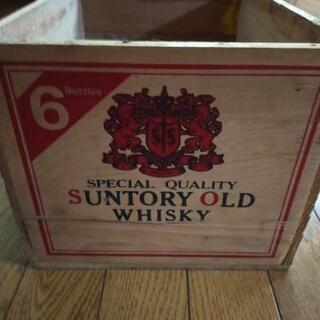 6
Bottles
SPECIAL QUALITY
SUNTORY OLD
WHISKY